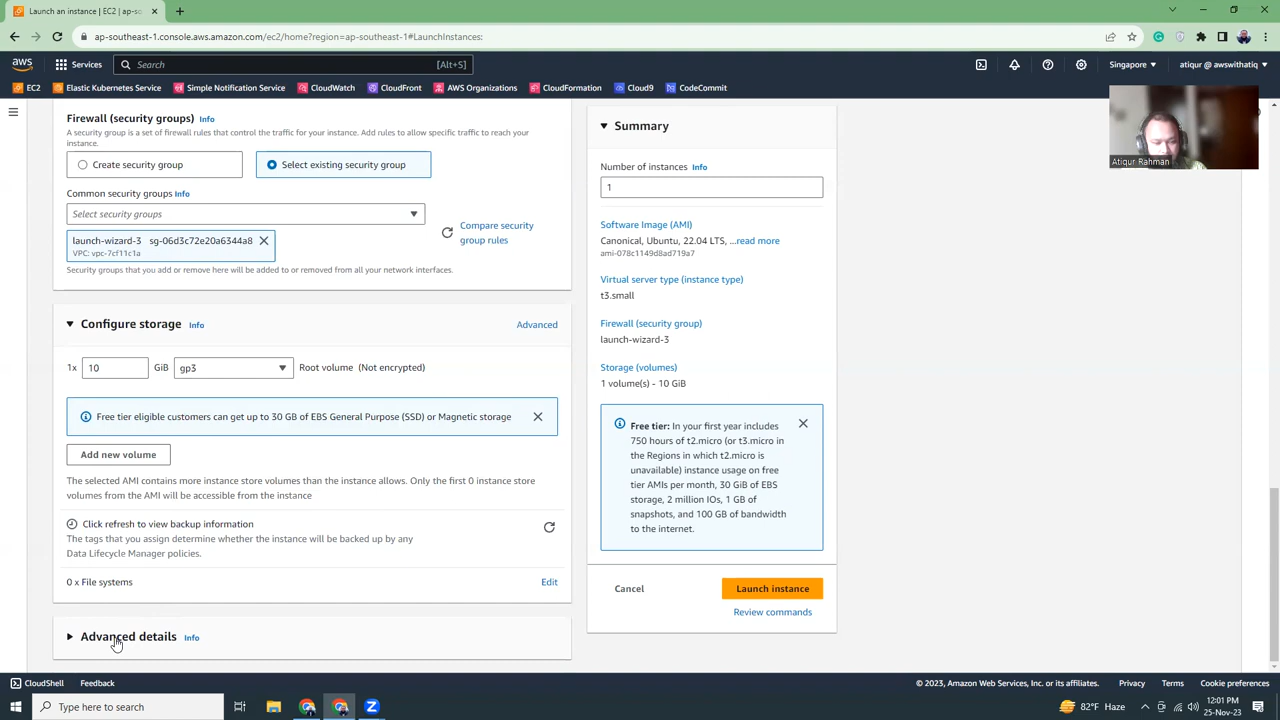 Launch an instance | EC2 | ap-sou
ap-southeast-1.console.aws.amazon.com/ec2/home?region=ap-southeast-1#LaunchInstances:
aws Services Search [Alt+S] Singapore atiqur @ awswithatiq
EC2 Elastic Kubernetes Service Simple Notification Service CloudWatch CloudFront AWS Organizations CloudFormation Cloud9 CodeCommit
Firewall (security groups) Info
A security group is a set of firewall rules that control the traffic for your instance. Add rules to allow specific traffic to reach your
instance.
Create security group Select existing security group
Common security groups Info
Select security groups
Compare security
group rules
launch-wizard-3 sg-06d3c72e20a6344a8
VPC: vpc-7cf11c1a
Security groups that you add or remove here will be added to or removed from all your network interfaces.
Configure storage Info Advanced
1x 10 GiB gp3 Root volume (Not encrypted)
Free tier eligible customers can get up to 30 GB of EBS General Purpose (SSD) or Magnetic storage
Add new volume
The selected AMI contains more instance store volumes than the instance allows. Only the first 0 instance store
volumes from the AMI will be accessible from the instance
Click refresh to view backup information
The tags that you assign determine whether the instance will be backed up by any
Data Lifecycle Manager policies.
0 x File systems Edit
Advanced details Info
Summary
Number of instances Info
1
Software Image (AMI)
Canonical, Ubuntu, 22.04 LTS, ...read more
ami-078c1149d8ad719a7
Virtual server type (instance type)
t3.small
Firewall (security group)
launch-wizard-3
Storage (volumes)
1 volume(s) - 10 GiB
Free tier: In your first year includes
750 hours of t2.micro (or t3.micro in
the Regions in which t2.micro is
unavailable) instance usage on free
tier AMIs per month, 30 GiB of EBS
storage, 2 million IOs, 1 GB of
snapshots, and 100 GB of bandwidth
to the internet.
Cancel Launch instance
Review commands
Atiqur Rahman
CloudShell Feedback © 2023, Amazon Web Services, Inc. or its affiliates. Privacy Terms Cookie preferences
Type here to search 82°F Haze 12:01 PM
25-Nov-23